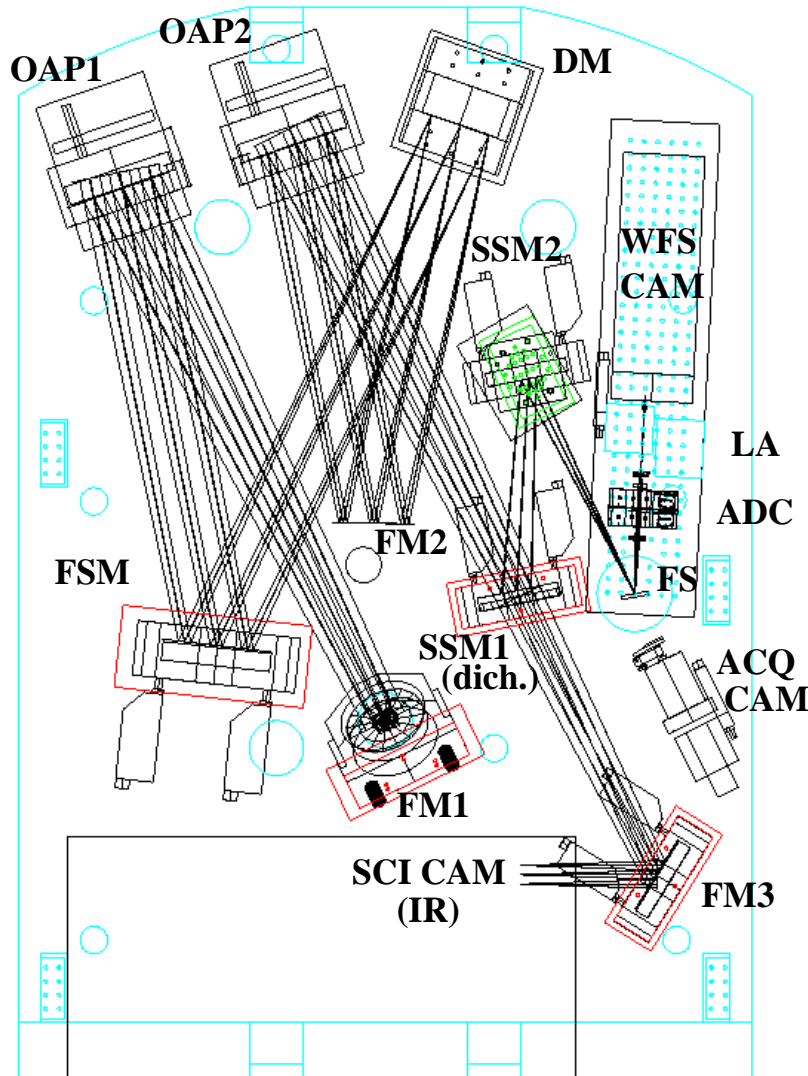 OAP1
OAP2
DM
SSM2
WFS
CAM
LA
ADC
FM2
FSM
FS
SSM1
(dich.)
ACQ
CAM
FM1
SCI CAM
(IR)
FM3